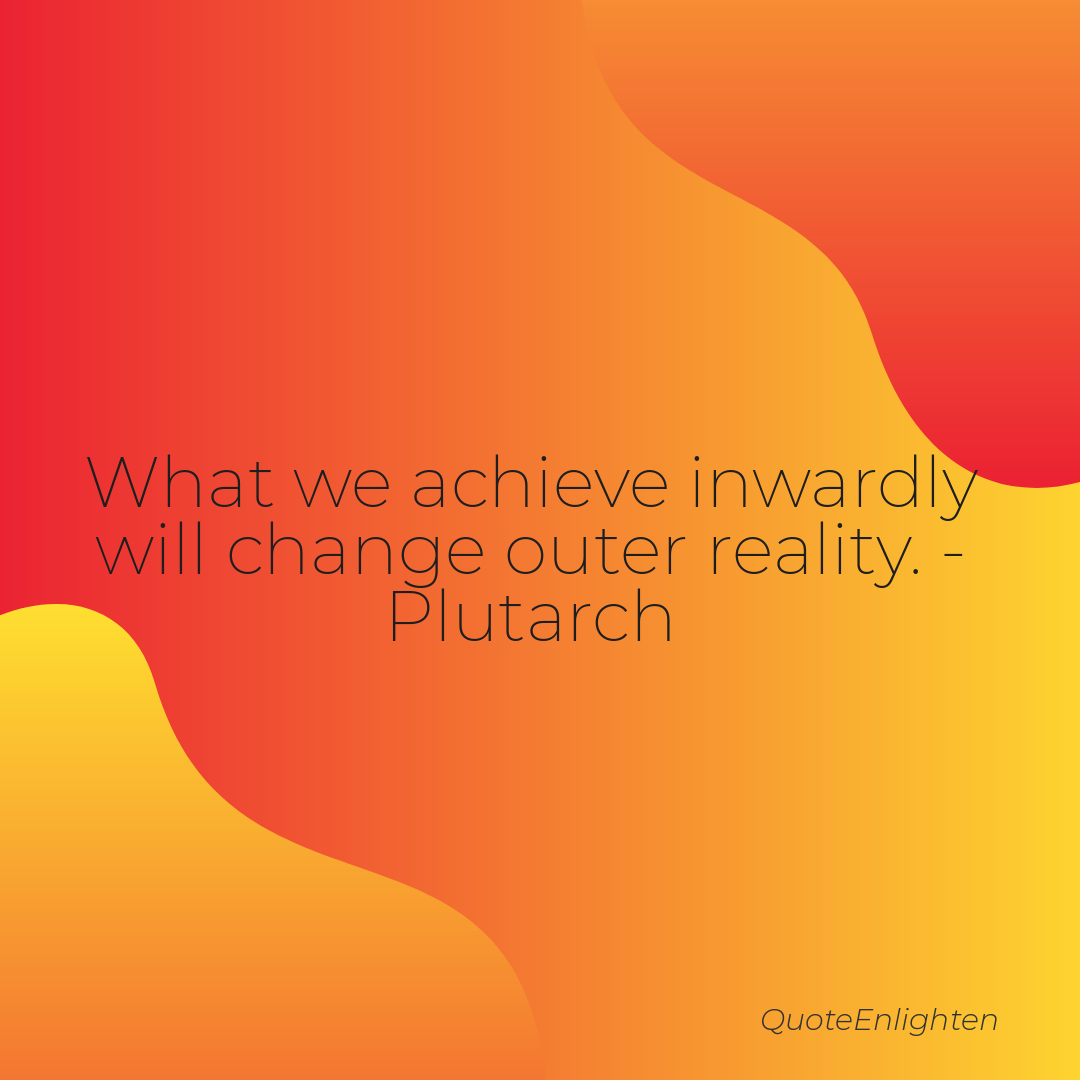 What we achieve inwardly
will change outer reality. -
Plutarch
QuoteEnlighten